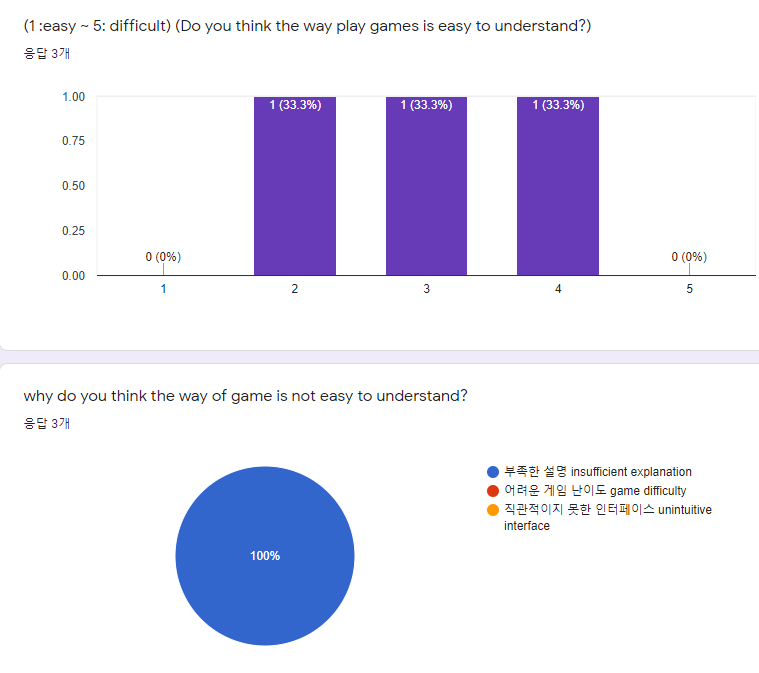 (1 :easy ~ 5: difficult) (Do you think the way play games is easy to understand?)
응답 3개
1.00
1 (33.3%)
1 (33.3%)
1 (33.3%)
0.75
0.50
0.25
0 (0%)
0 (0%)
0.00
1
2
3
4
5
why do you think the way of game is not easy to understand?
응답 3개
부족한 설명 insufficient explanation
어려운 게임 난이도 game difficulty
직관적이지 못한 인터페이스 unintuitive
interface
100%